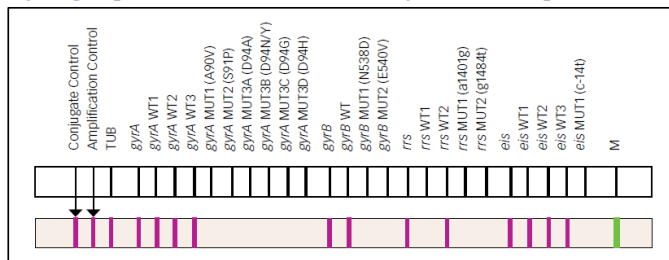 Conjugate Control
Amplification Control
TUB
gyrA
gyrA WT1
gyrA WT2
gyrA WT3
gyrA MUT1 (A90V)
gyrA MUT2 (S91P)
gyrA MUT3A (D94A)
gyrA MUT3B (D94N/Y)
gyrA MUT3C (D94G)
gyrA MUT3D (D94H)
gyrB
gyrB WT
gyrB MUT1 (N538D)
gyrB MUT2 (E540V)
rrs
rrs WT1
rrs WT2
rrs MUT1 (a1401g)
rrs MUT2 (g1484t)
eis
eis WT1
eis WT2
eis WT3
eis MUT1 (c-14t)
M